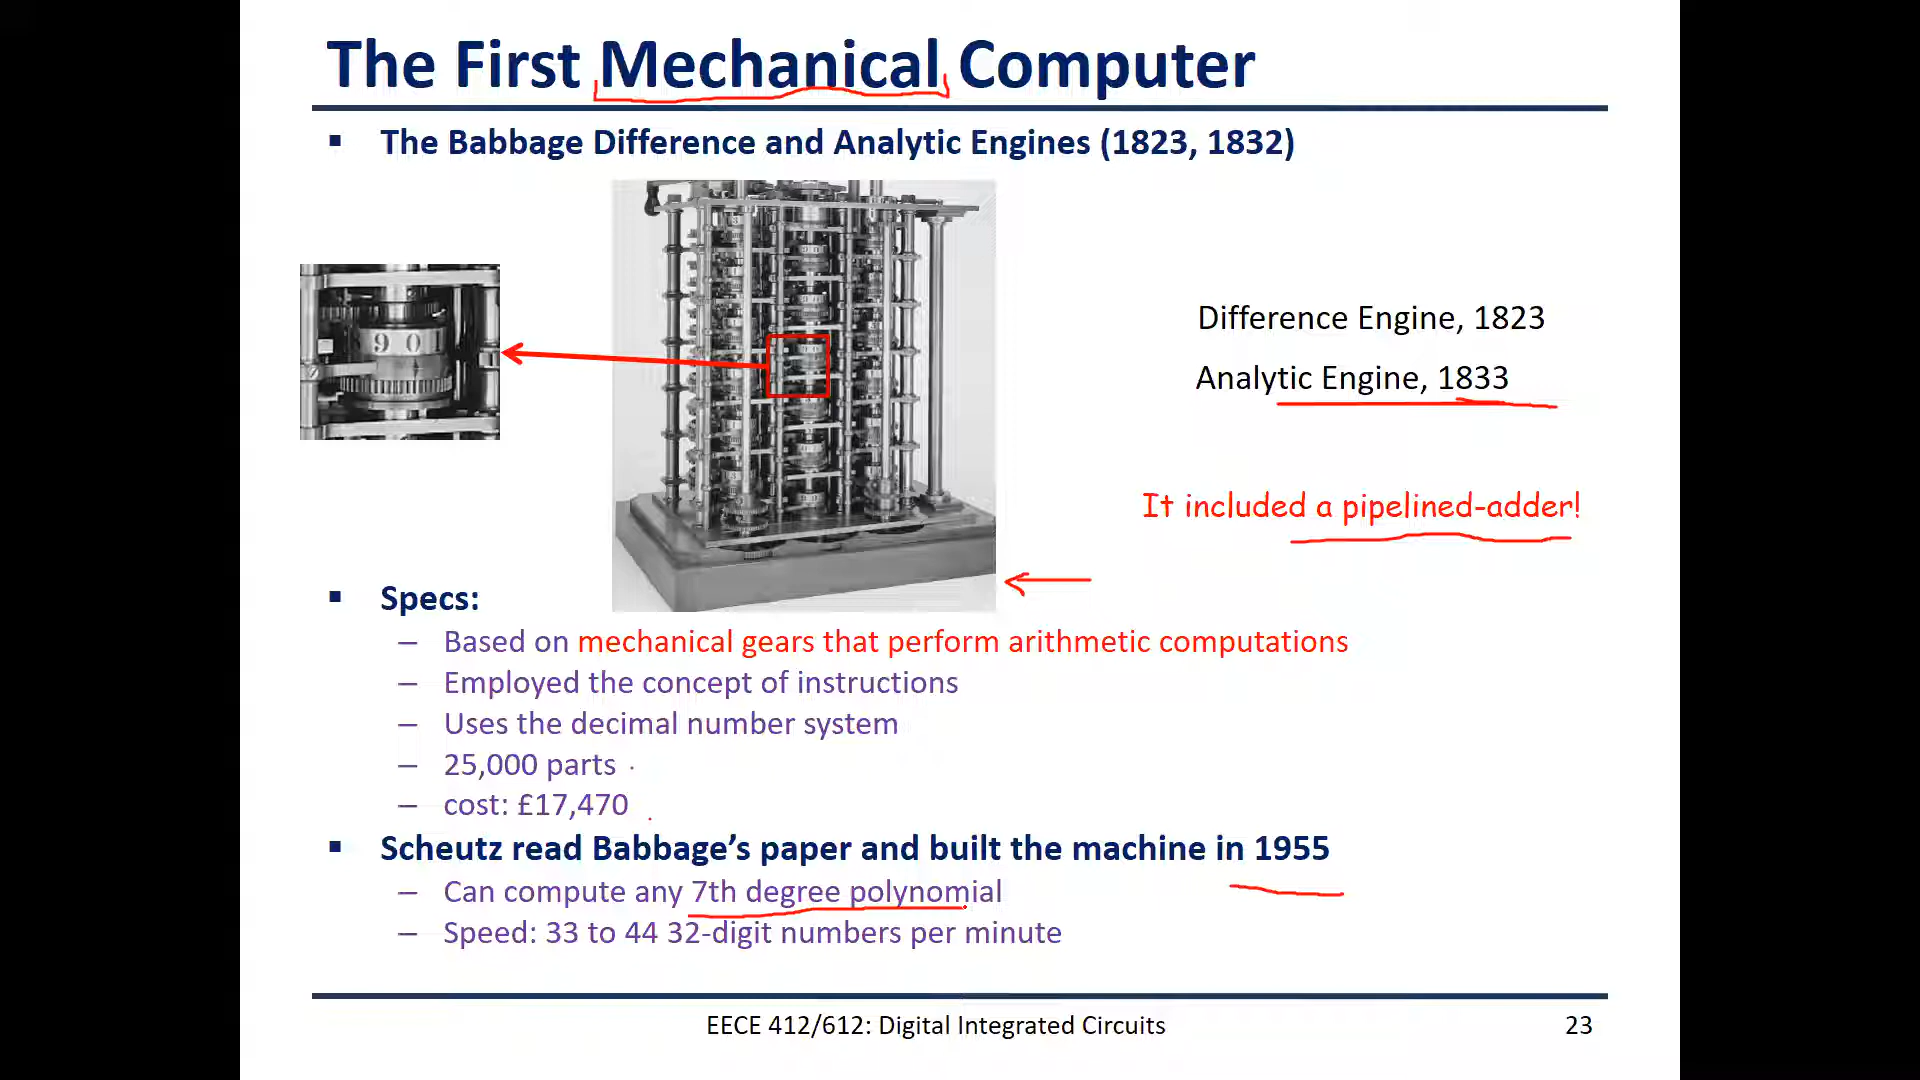 The First Mechanical Computer
▪ The Babbage Difference and Analytic Engines (1823, 1832)
8901
Difference Engine, 1823
Analytic Engine, 1833
It included a pipelined-adder!
▪ Specs:
– Based on mechanical gears that perform arithmetic computations
– Employed the concept of instructions
– Uses the decimal number system
– 25,000 parts
– cost: £17,470
▪ Scheutz read Babbage’s paper and built the machine in 1955
– Can compute any 7th degree polynomial
– Speed: 33 to 44 32-digit numbers per minute
EECE 412/612: Digital Integrated Circuits
23